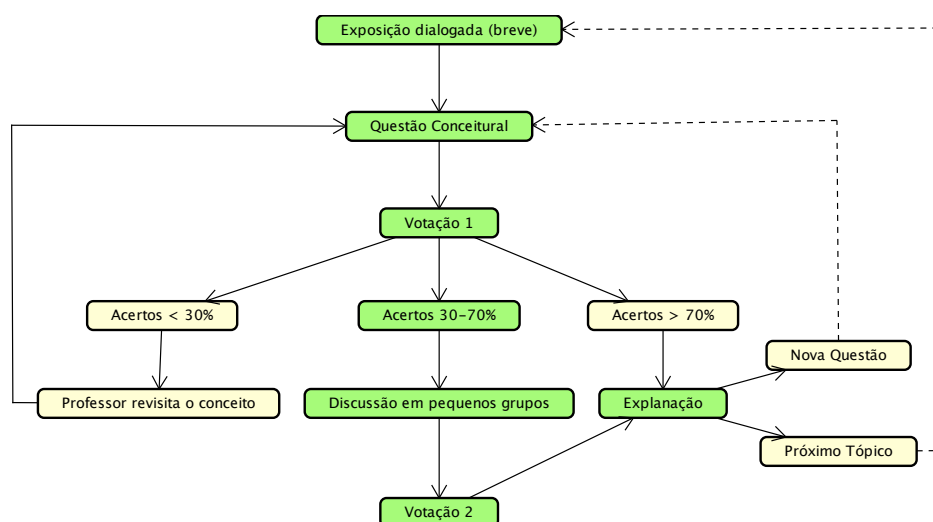 Exposição dialogada (breve)
Questão Conceitural
Votação 1
Acertos < 30%
Acertos 30-70%
Acertos > 70%
Nova Questão
Professor revisita o conceito
Discussão em pequenos grupos
Explanação
Próximo Tópico
Votação 2